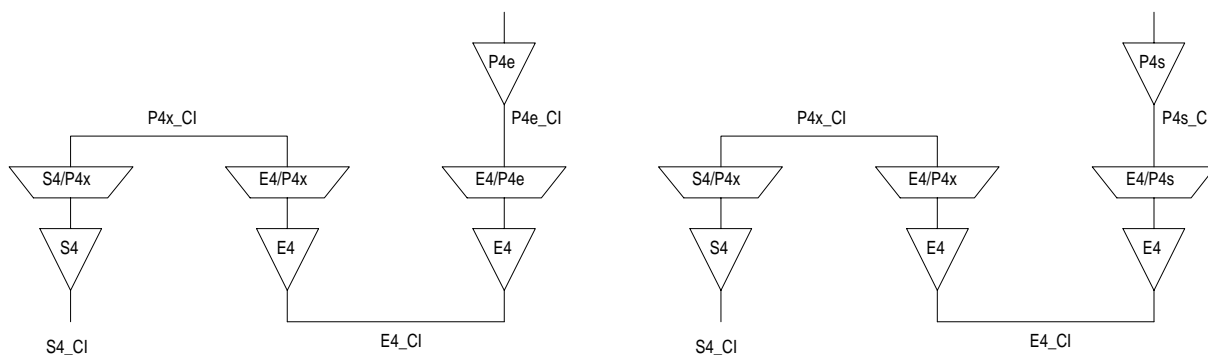 P4e
P4s
P4x_CI
P4e_CI
P4x_CI
P4s_C
S4/P4x
E4/P4x
E4/P4e
S4/P4x
E4/P4x
E4/P4s
S4
E4
E4
S4
E4
E4
S4_CI
E4_CI
S4_CI
E4_CI